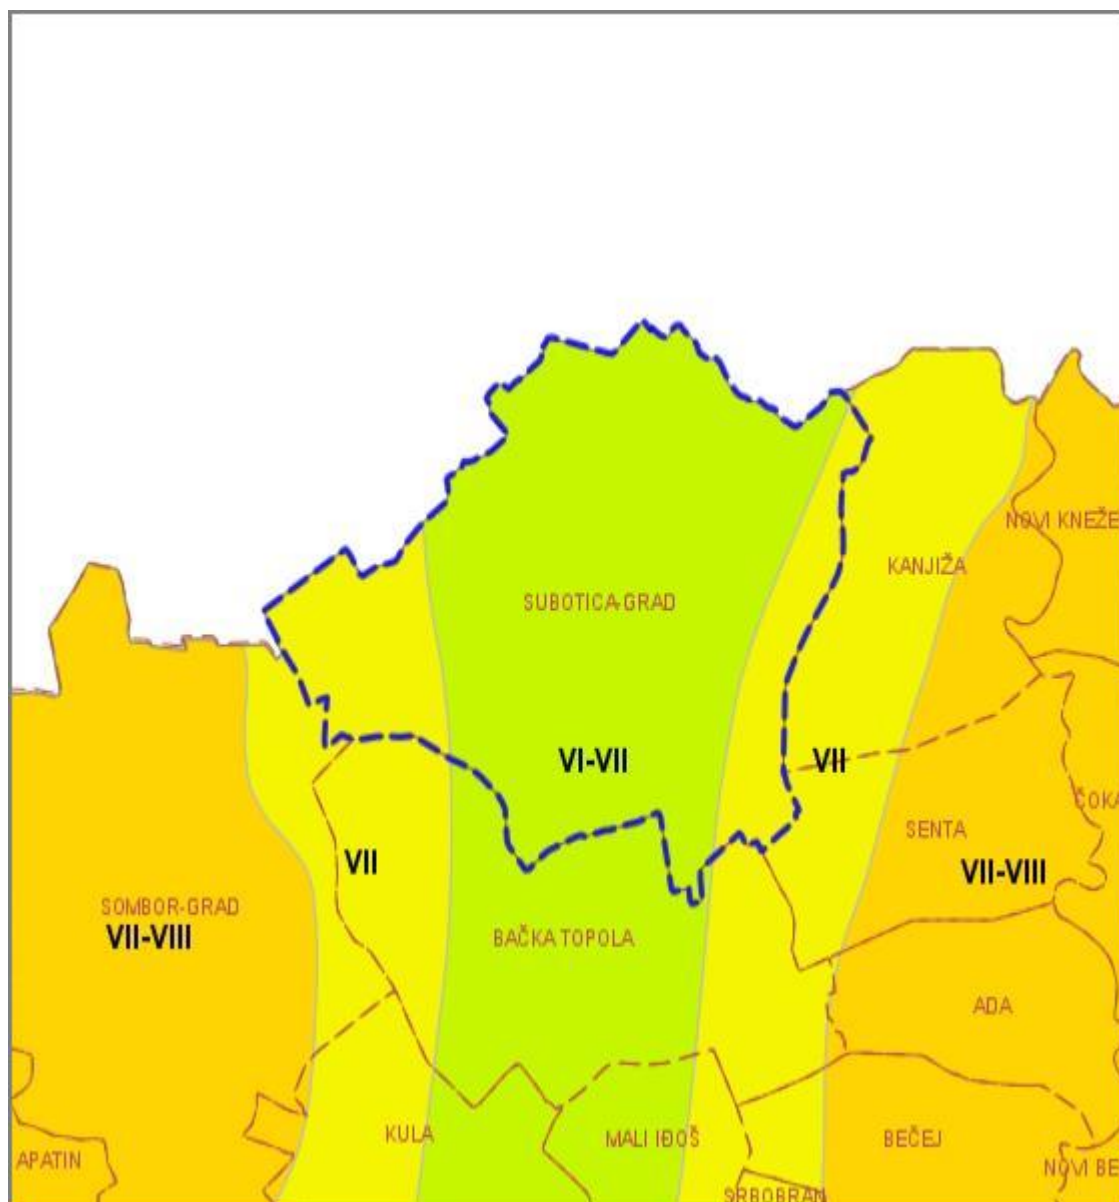 NOVI KNEŽE
KANJIŽA
SUBOTICA-GRAD
VI-VII
VII
ČOKA
SENTA
VII
VII-VIII
SOMBOR-GRAD
VII-VIII
BAČKA TOPOLA
ADA
KULA
MALI IĐOŠ
BEČEJ
APATIN
NOVI BE
SRBOBRAN